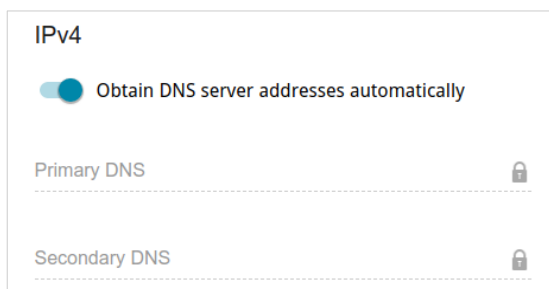 IPv4
Obtain DNS server addresses automatically
Primary DNS
Secondary DNS